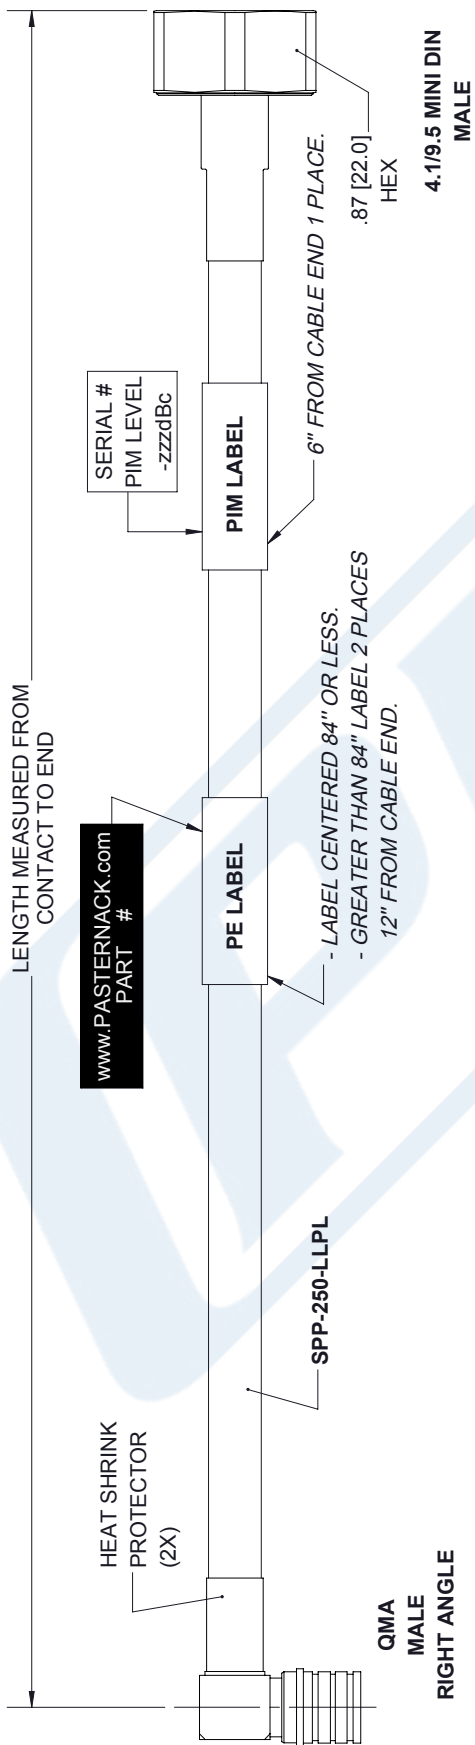 LENGTH MEASURED FROM
CONTACT TO END
HEAT SHRINK
PROTECTOR
(2X)
www.PASTERNACK.com
PART #
SERIAL #
PIM LEVEL
-zzzdBc
PE LABEL
PIM LABEL
SPP-250-LLPL
- LABEL CENTERED 84" OR LESS.
- GREATER THAN 84" LABEL 2 PLACES
12" FROM CABLE END.
6" FROM CABLE END 1 PLACE.
.87 [22.0]
HEX
QMA
MALE
RIGHT ANGLE
4.1/9.5 MINI DIN
MALE